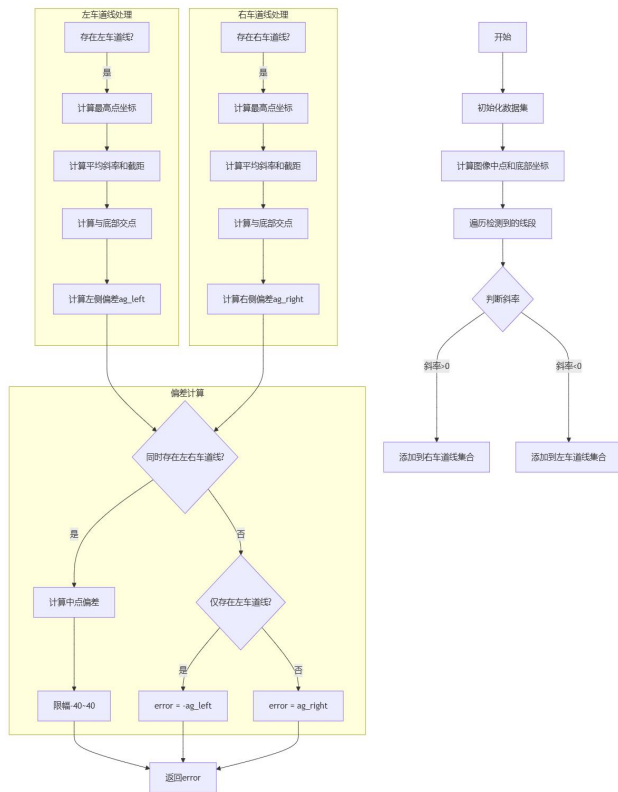 左车道线处理
存在左车道线?
是
计算最高点坐标
计算平均斜率和截距
计算与底部交点
计算左侧偏差ag_left
右车道线处理
存在右车道线?
是
计算最高点坐标
计算平均斜率和截距
计算与底部交点
计算右侧偏差ag_right
偏差计算
同时存在左右车道线?
是
否
计算中点偏差
仅存在左车道线?
是
否
限幅-40~40
error = -ag_left
error = ag_right
返回error
开始
初始化数据集
计算图像中点和底部坐标
遍历检测到的线段
判断斜率
斜率>0
斜率<0
添加到右车道线集合
添加到左车道线集合